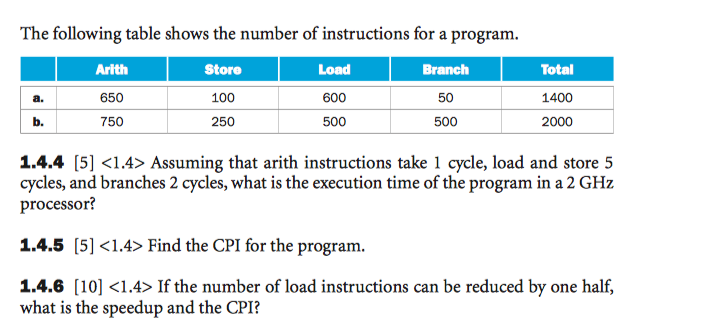 The following table shows the number of instructions for a program.
Arith Store Load Branch Total
a. 650 100 600 50 1400
b. 750 250 500 500 2000
1.4.4 [5] <1.4> Assuming that arith instructions take 1 cycle, load and store 5
cycles, and branches 2 cycles, what is the execution time of the program in a 2 GHz
processor?
1.4.5 [5] <1.4> Find the CPI for the program.
1.4.6 [10] <1.4> If the number of load instructions can be reduced by one half,
what is the speedup and the CPI?